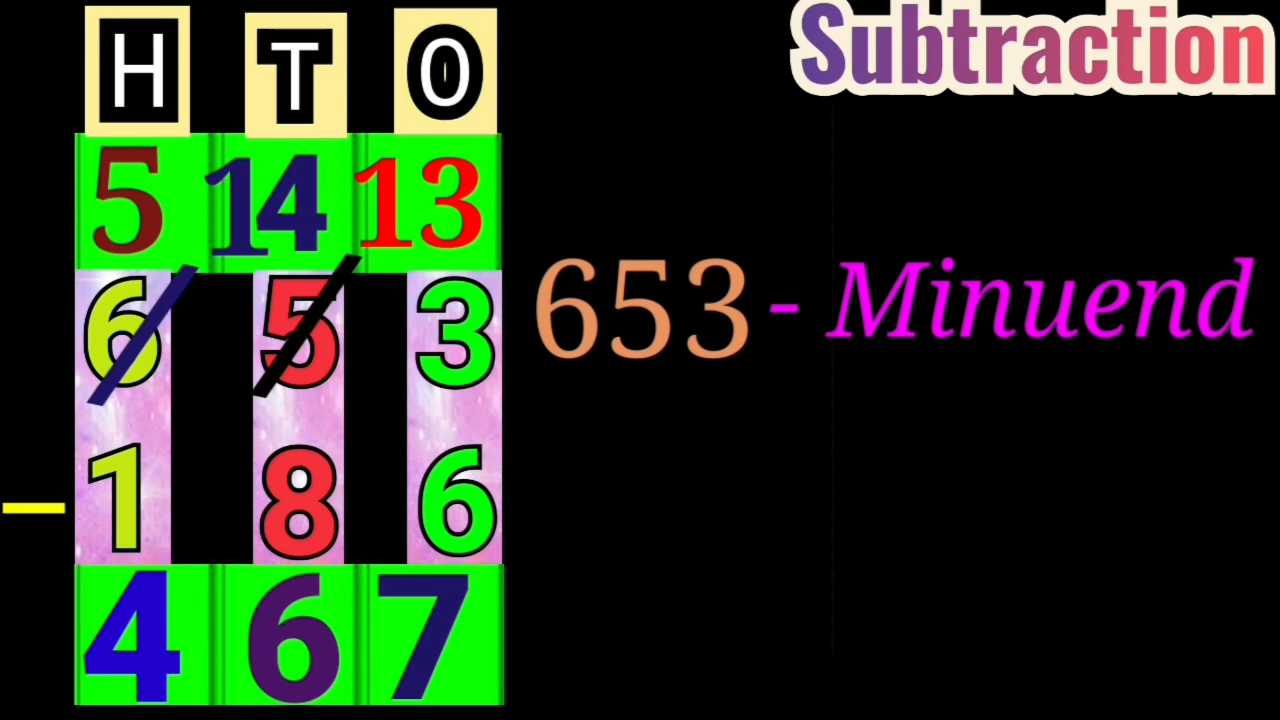 Subtraction
H T O
5 14 13
6 5 3
653 - Minuend
- 1 8 6
4 6 7